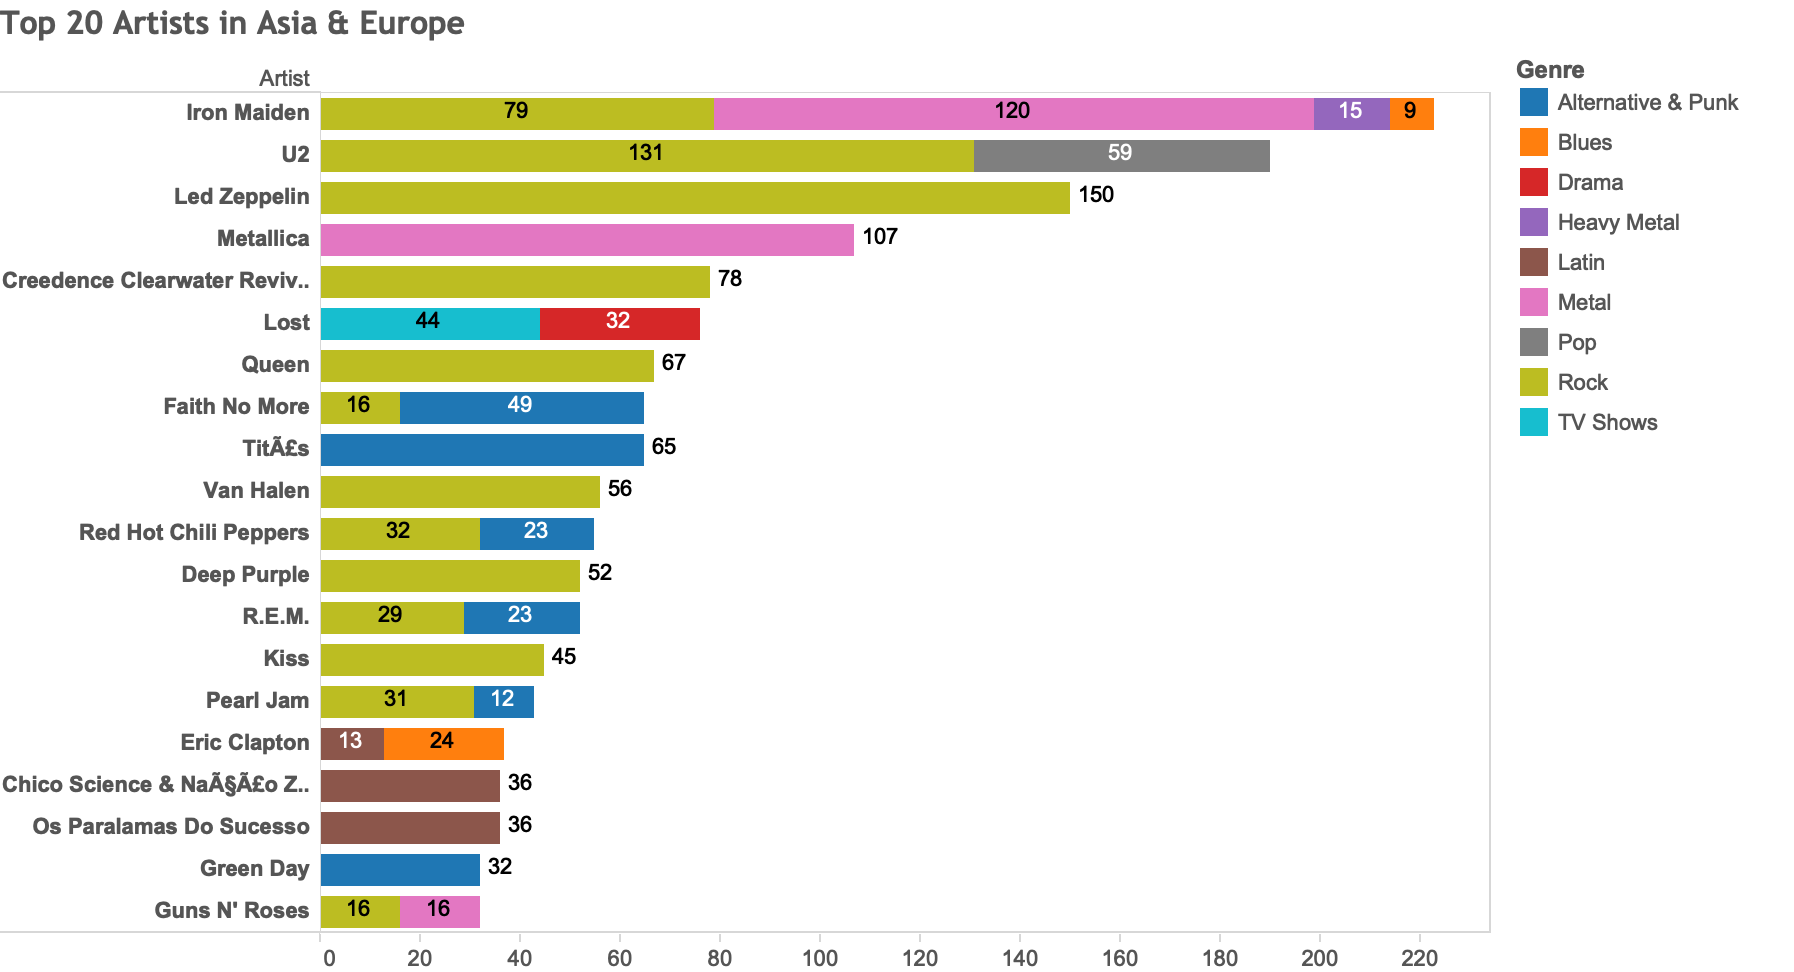 Top 20 Artists in Asia & Europe
Artist
Iron Maiden 79 120 15 9
U2 131 59
Led Zeppelin 150
Metallica 107
Creedence Clearwater Reviv.. 78
Lost 44 32
Queen 67
Faith No More 16 49
TitÃ£s 65
Van Halen 56
Red Hot Chili Peppers 32 23
Deep Purple 52
R.E.M. 29 23
Kiss 45
Pearl Jam 31 12
Eric Clapton 13 24
Chico Science & NaÃ§Ã£o Z.. 36
Os Paralamas Do Sucesso 36
Green Day 32
Guns N' Roses 16 16
0 20 40 60 80 100 120 140 160 180 200 220
Genre
Alternative & Punk
Blues
Drama
Heavy Metal
Latin
Metal
Pop
Rock
TV Shows